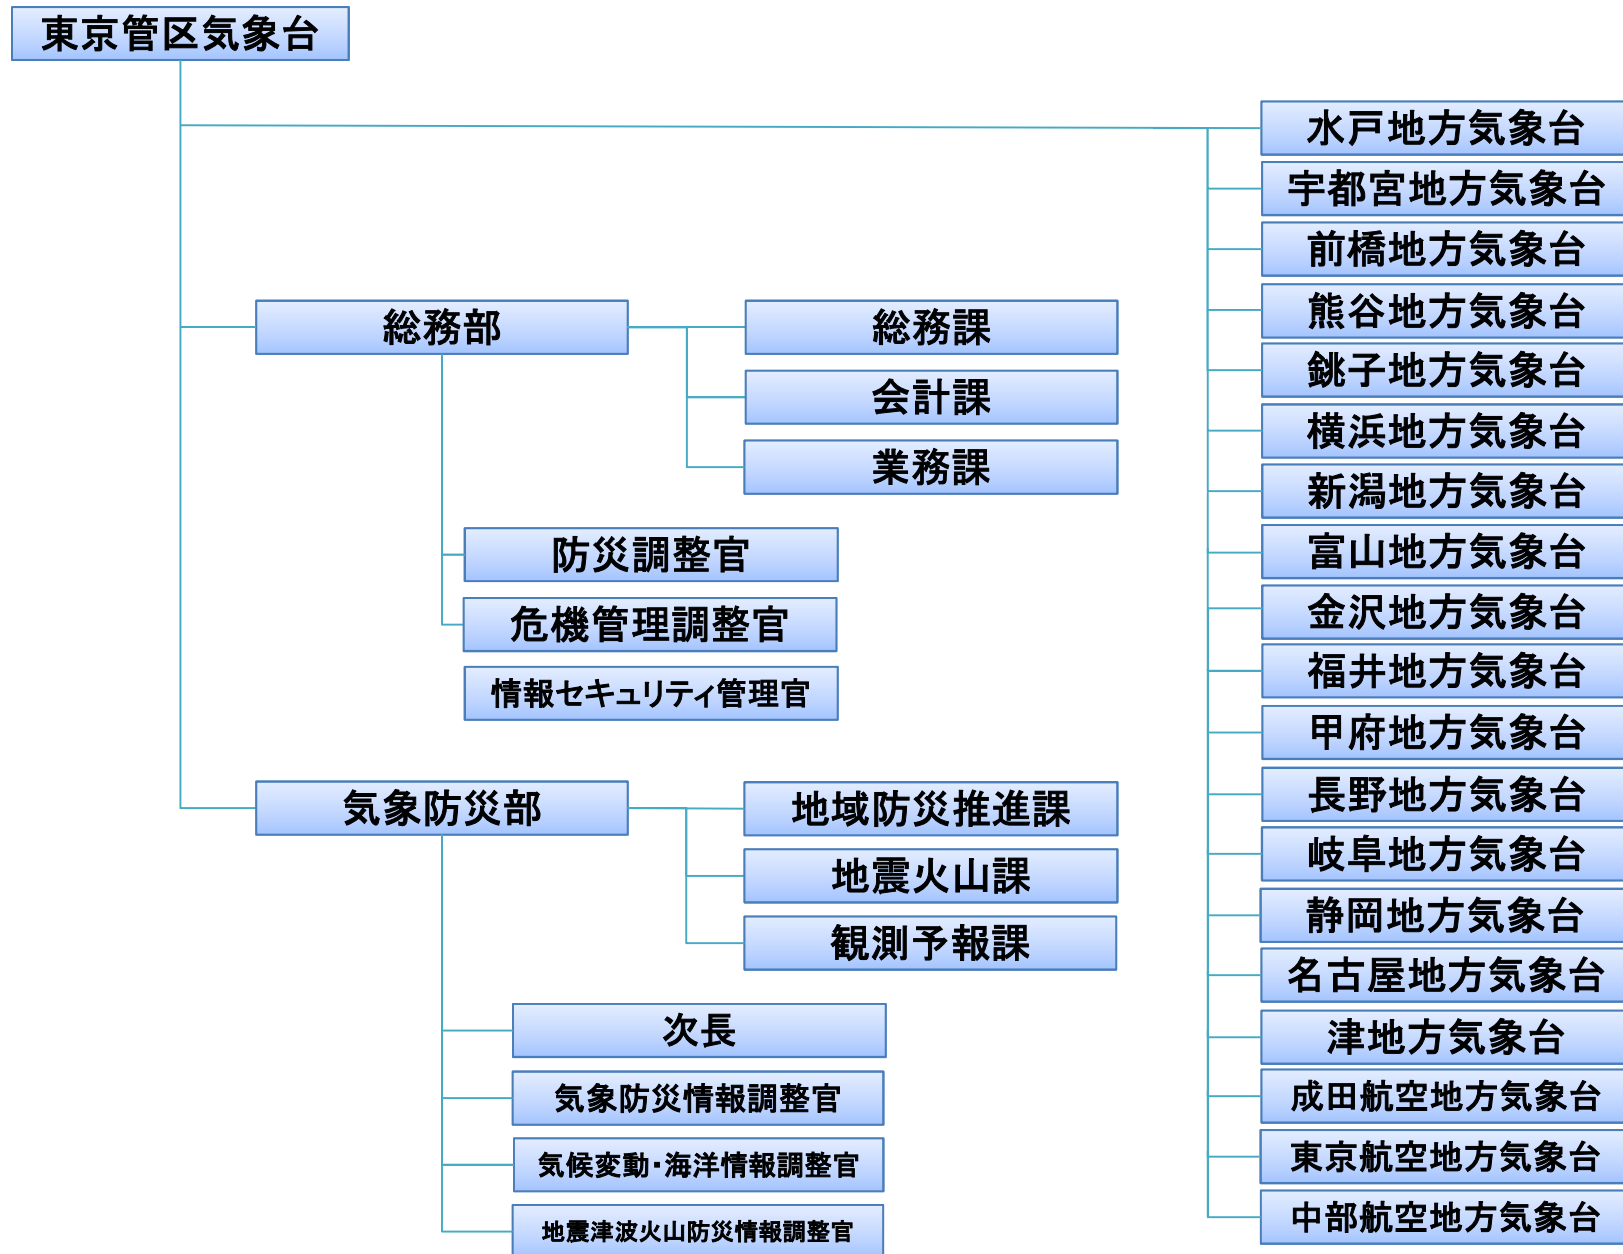 東京管区気象台
総務部
総務課
会計課
業務課
防災調整官
危機管理調整官
情報セキュリティ管理官
気象防災部
地域防災推進課
地震火山課
観測予報課
次長
気象防災情報調整官
気候変動・海洋情報調整官
地震津波火山防災情報調整官
水戸地方気象台
宇都宮地方気象台
前橋地方気象台
熊谷地方気象台
銚子地方気象台
横浜地方気象台
新潟地方気象台
富山地方気象台
金沢地方気象台
福井地方気象台
甲府地方気象台
長野地方気象台
岐阜地方気象台
静岡地方気象台
名古屋地方気象台
津地方気象台
成田航空地方気象台
東京航空地方気象台
中部航空地方気象台